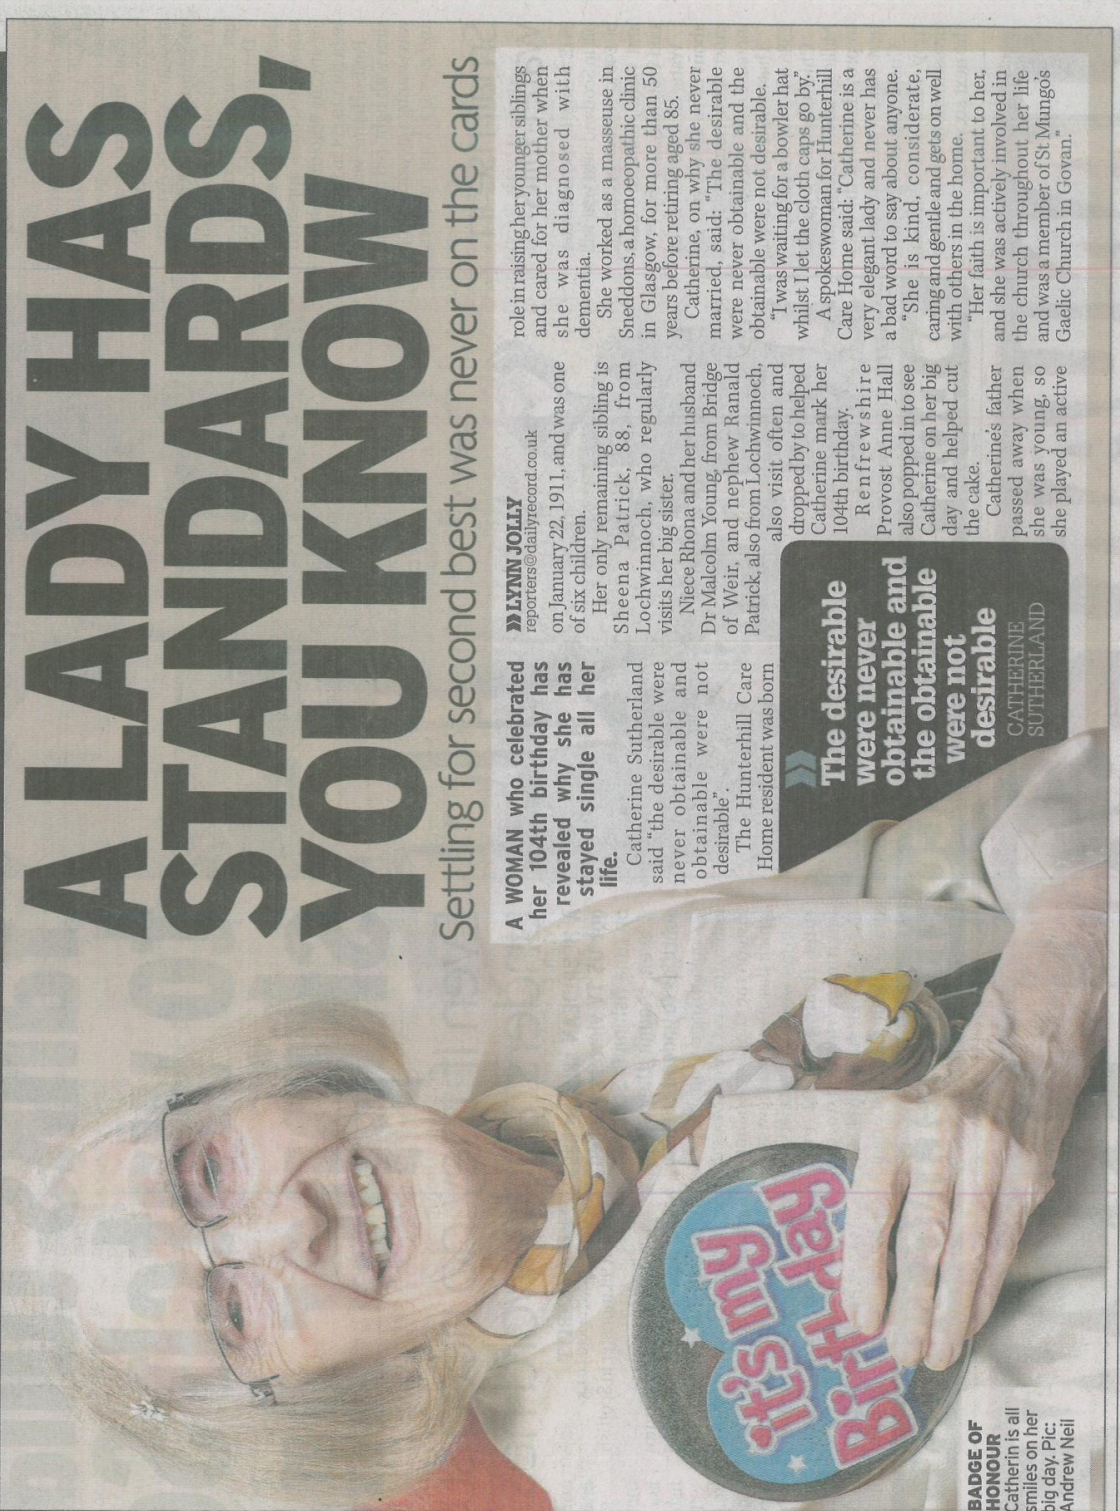 A LADY HAS
STANDARDS,
YOU KNOW
Settling for second best was never on the cards
A WOMAN who celebrated
her 104th birthday has
revealed why she has
stayed single all her
life.
Catherine Sutherland
said “the desirable were
never obtainable and
obtainable were not
desirable”.
The Hunterhill Care
Home resident was born
»LYNN JOLLY
reporters@dailyrecord.co.uk
on January 22, 1911, and was one
of six children.
Her only remaining sibling is
Sheena Patrick, 88, from
Lochwinnoch, who regularly
visits her big sister.
Niece Rhona and her husband
Dr Malcolm Young, from Bridge
of Weir, and nephew Ranald
Patrick, also from Lochwinnoch,
also visit often and
dropped by to helped
Catherine mark her
104th birthday.
Renfrewshire
Provost Anne Hall
also popped in to see
Catherine on her big
day and helped cut
the cake.
Catherine's father
passed away when
she was young, so
she played an active
role in raising her younger siblings
and cared for her mother when
she was diagnosed with
dementia.
She worked as a masseuse in
Sneddons, a homoeopathic clinic
in Glasgow, for more than 50
years before retiring aged 85.
Catherine, on why she never
married, said: “The desirable
were never obtainable and the
obtainable were not desirable.
“I was waiting for a bowler hat
whilst I let the cloth caps go by.”
A spokeswoman for Hunterhill
Care Home said: “Catherine is a
very elegant lady and never has
a bad word to say about anyone.
“She is kind, considerate,
caring and gentle and gets on well
with others in the home.
“Her faith is important to her,
and she was actively involved in
the church throughout her life
and was a member of St Mungo's
Gaelic Church in Govan.”
»
The desirable
were never
obtainable and
the obtainable
were not
desirable
CATHERINE
SUTHERLAND
it's my
Birthday
BADGE OF
HONOUR
Catherin is all
smiles on her
big day. Pic:
Andrew Neil